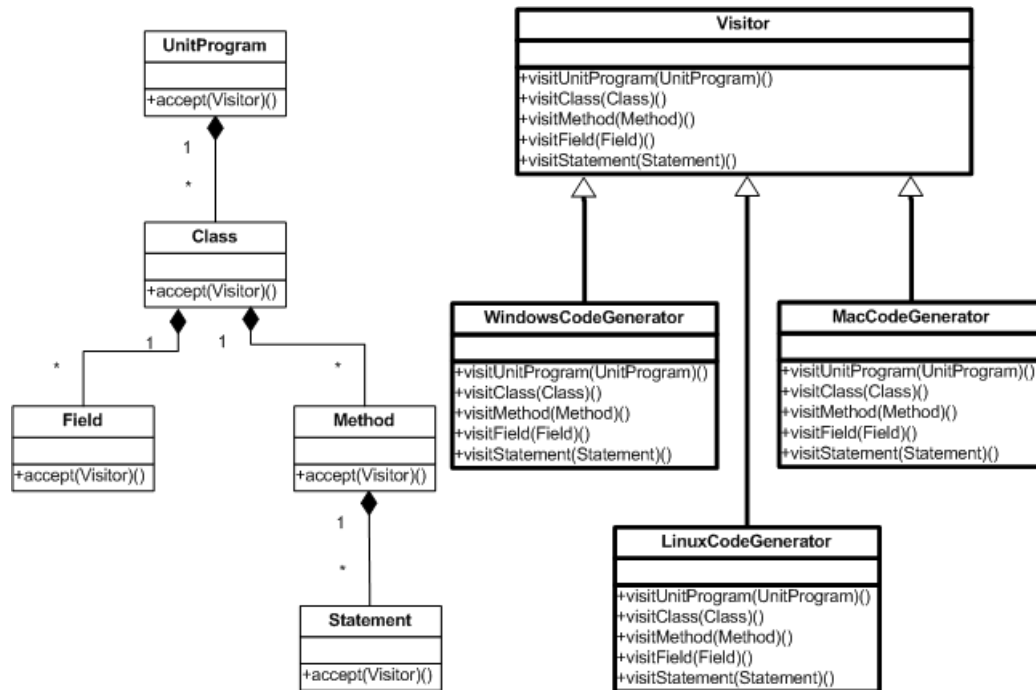 UnitProgram
+accept(Visitor)()
1
*
Class
+accept(Visitor)()
1
*
1
*
Field
+accept(Visitor)()
Method
+accept(Visitor)()
1
*
Statement
+accept(Visitor)()
Visitor
+visitUnitProgram(UnitProgram)()
+visitClass(Class)()
+visitMethod(Method)()
+visitField(Field)()
+visitStatement(Statement)()
WindowsCodeGenerator
+visitUnitProgram(UnitProgram)()
+visitClass(Class)()
+visitMethod(Method)()
+visitField(Field)()
+visitStatement(Statement)()
MacCodeGenerator
+visitUnitProgram(UnitProgram)()
+visitClass(Class)()
+visitMethod(Method)()
+visitField(Field)()
+visitStatement(Statement)()
LinuxCodeGenerator
+visitUnitProgram(UnitProgram)()
+visitClass(Class)()
+visitMethod(Method)()
+visitField(Field)()
+visitStatement(Statement)()